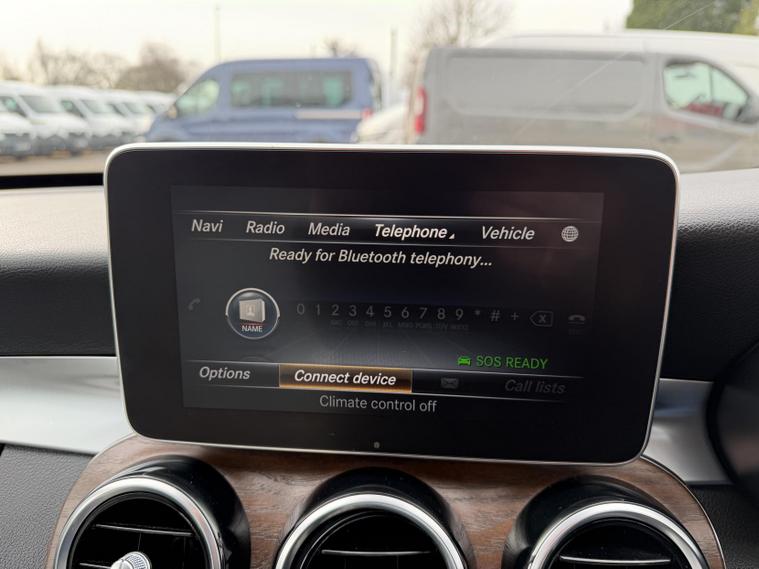 Navi Radio Media Telephone Vehicle
Ready for Bluetooth telephony...
NAME 0 1 2 3 4 5 6 7 8 9 * # +
SOS READY
Options Connect device Call lists
Climate control off